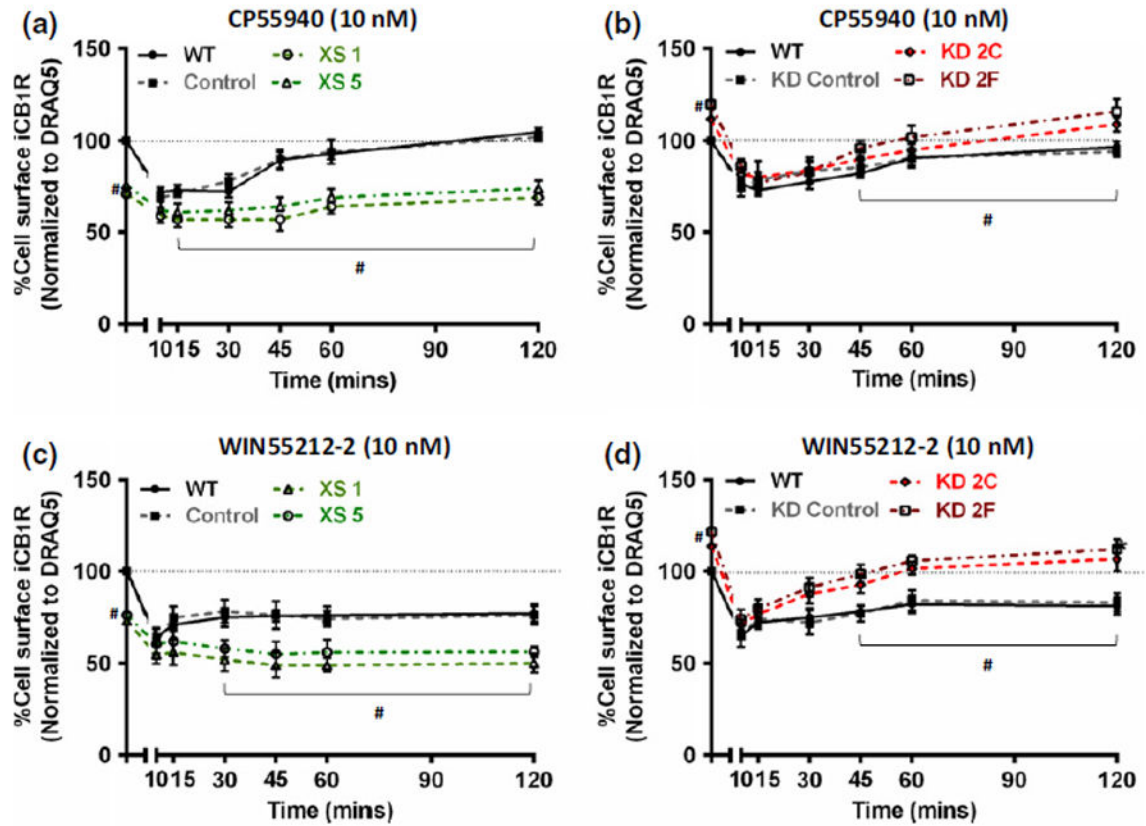 (a) CP55940 (10 nM)
%Cell surface iCB1R
(Normalized to DRAQ5)
150
100
50
0
WT
Control
XS 1
XS 5
#
#
10 15 30 45 60 90 120
Time (mins)
(b) CP55940 (10 nM)
%Cell surface iCB1R
(Normalized to DRAQ5)
150
100
50
0
WT
KD Control
KD 2C
KD 2F
#
#
10 15 30 45 60 90 120
Time (mins)
(c) WIN55212-2 (10 nM)
%Cell surface iCB1R
(Normalized to DRAQ5)
150
100
50
0
WT
Control
XS 1
XS 5
#
#
10 15 30 45 60 90 120
Time (mins)
(d) WIN55212-2 (10 nM)
%Cell surface iCB1R
(Normalized to DRAQ5)
150
100
50
0
WT
KD Control
KD 2C
KD 2F
#
#
10 15 30 45 60 90 120
Time (mins)